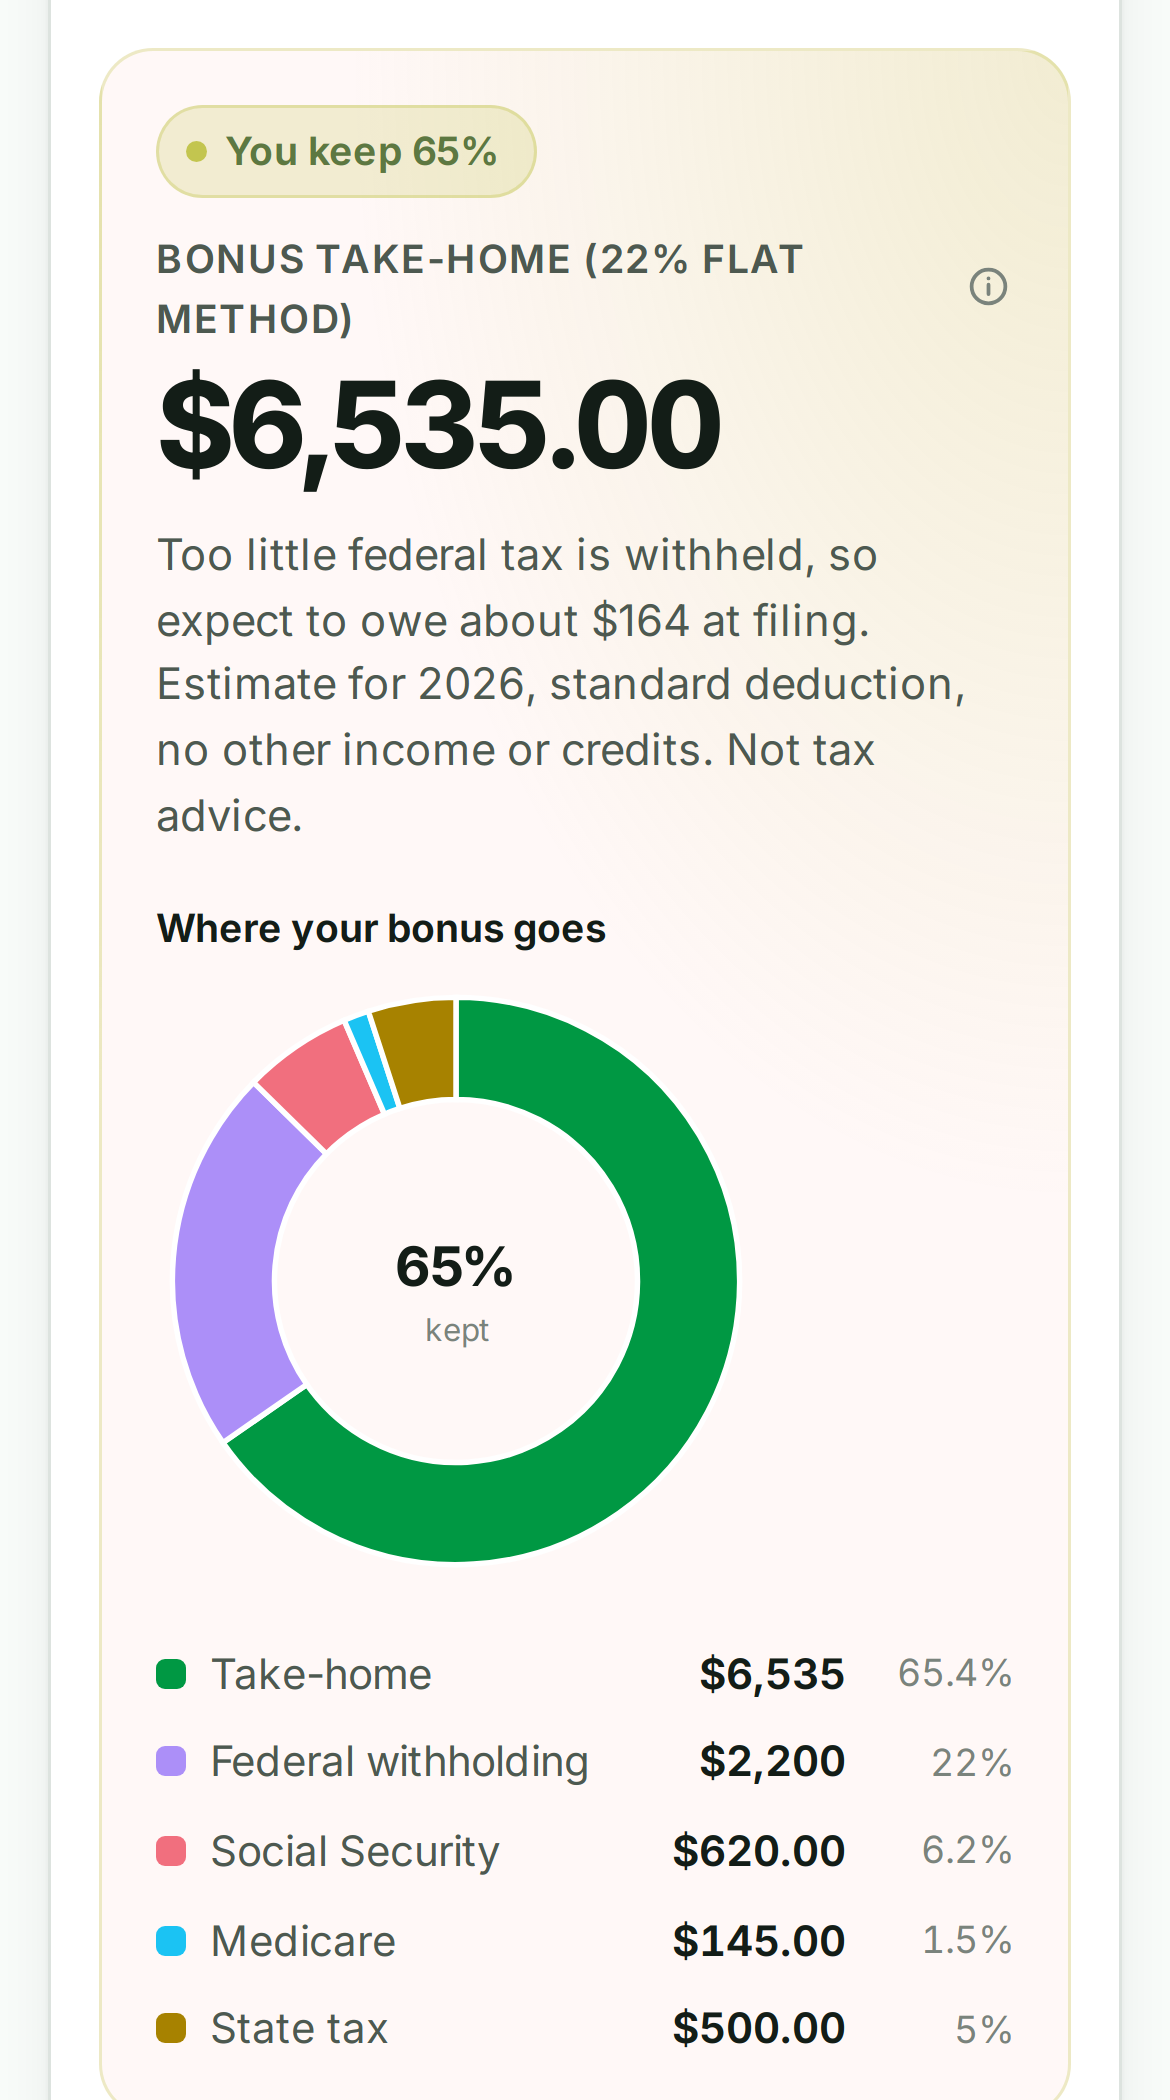 You keep 65%
BONUS TAKE-HOME (22% FLAT
METHOD)
$6,535.00
Too little federal tax is withheld, so
expect to owe about $164 at filing.
Estimate for 2026, standard deduction,
no other income or credits. Not tax
advice.
Where your bonus goes
65%
kept
Take-home $6,535 65.4%
Federal withholding $2,200 22%
Social Security $620.00 6.2%
Medicare $145.00 1.5%
State tax $500.00 5%